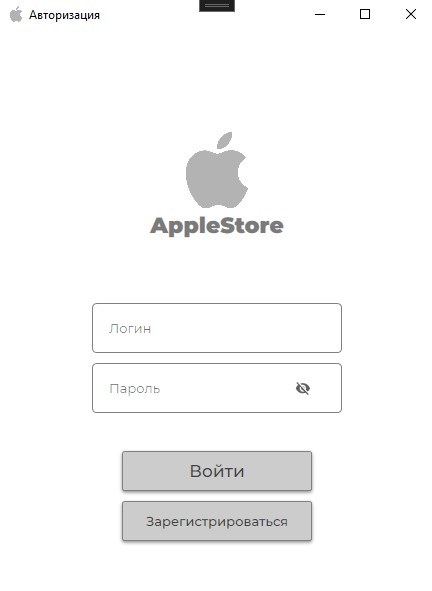 Авторизация
AppleStore
Логин
Пароль
Войти
Зарегистрироваться